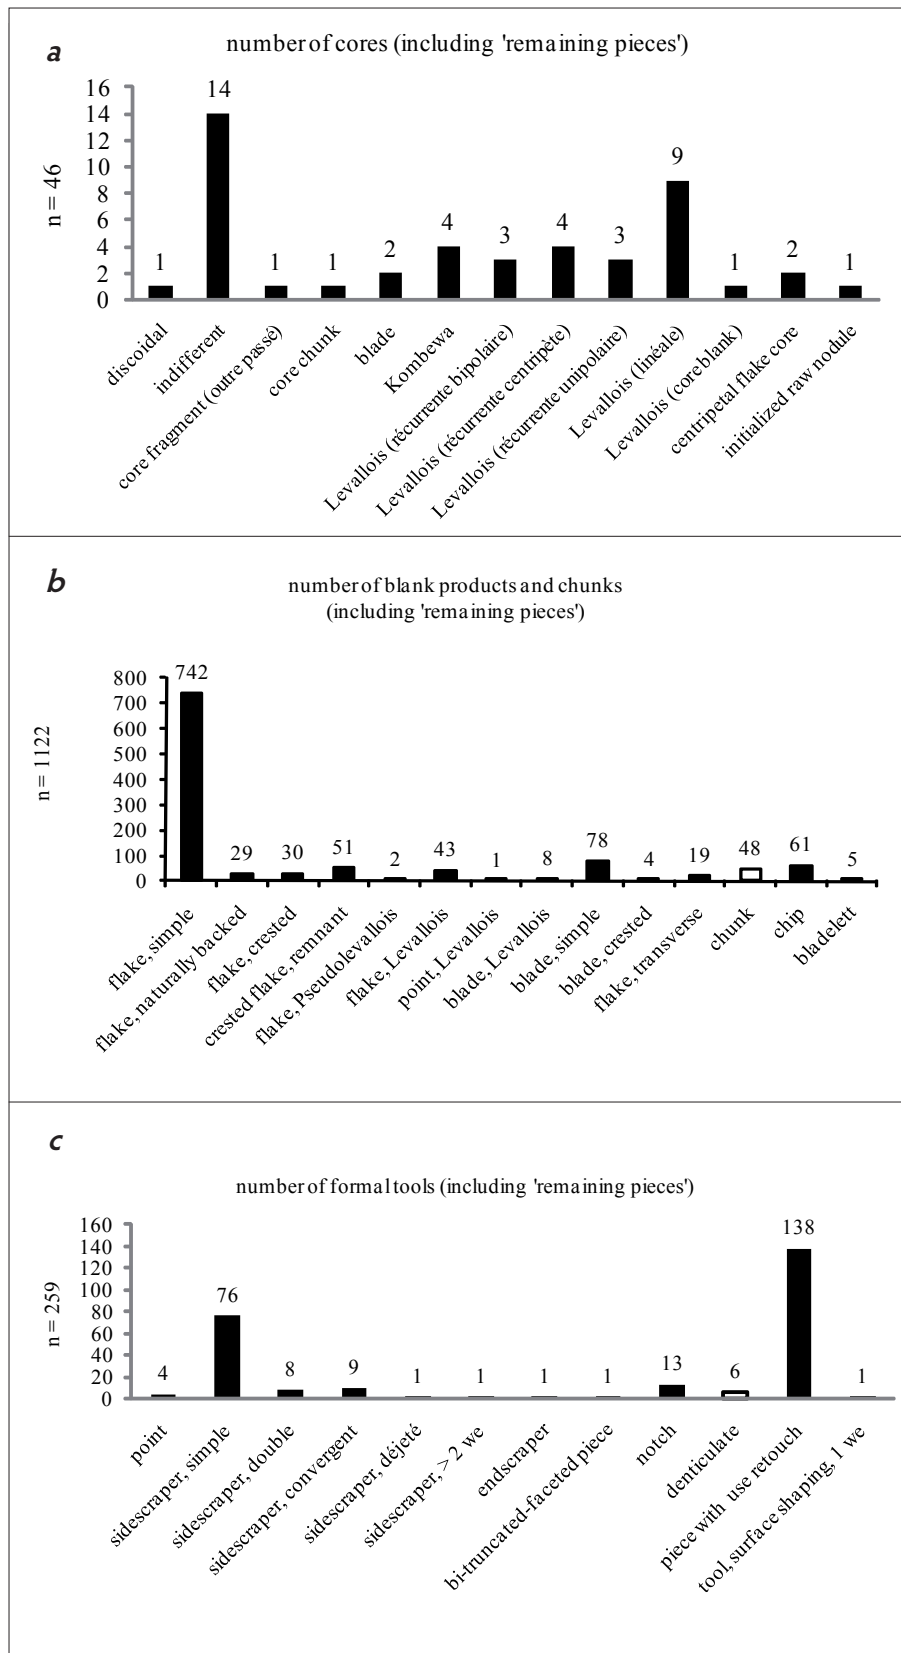 a
number of cores (including 'remaining pieces')
n = 46
16
14
12
10
8
6
4
2
0
1
14
1
1
2
4
3
4
3
9
1
2
1
discoidal
indifferent
core fragment (outre passé)
core chunk
blade
Kombewa
Levallois (récurrente bipolaire)
Levallois (récurrente centripète)
Levallois (récurrente unipolaire)
Levallois (linéale)
Levallois (core blank)
centripetal flake core
initialized raw nodule
b
number of blank products and chunks
(including 'remaining pieces')
n = 1122
800
700
600
500
400
300
200
100
0
742
29
30
51
2
43
1
8
78
4
19
48
61
5
flake, simple
flake, naturally backed
flake, crested
crested flake, remnant
flake, Pseudolevallois
flake, Levallois
point, Levallois
blade, Levallois
blade, simple
blade, crested
flake, transverse
chunk
chip
bladelett
c
number of formal tools (including 'remaining pieces')
n = 259
160
140
120
100
80
60
40
20
0
4
76
8
9
1
1
1
1
13
6
138
1
point
sidescraper, simple
sidescraper, double
sidescraper, convergent
sidescraper, déjeté
sidescraper, > 2 we
endscraper
bi-truncated-faceted piece
notch
denticulate
piece with use retouch
tool, surface shaping, 1 we